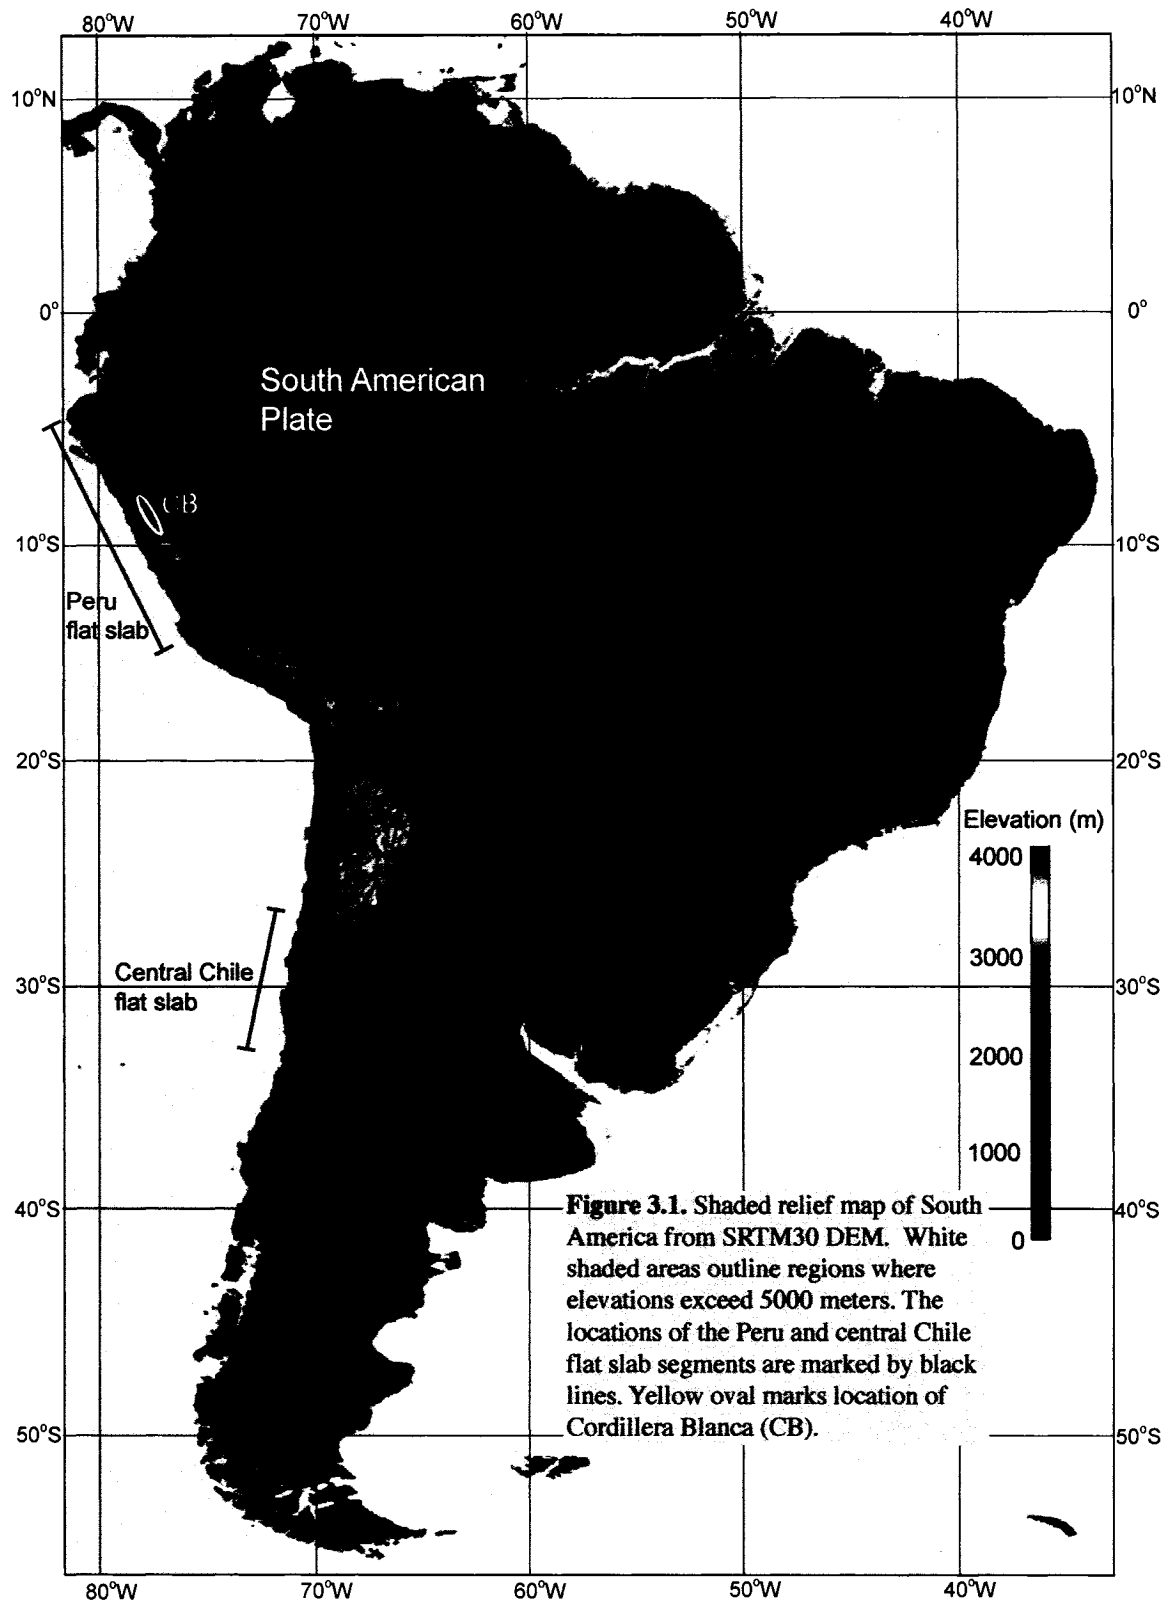 80°W 70°W 60°W 50°W 40°W
10°N 10°N
0° 0°
South American
Plate
CB
10°S 10°S
Peru
flat slab
20°S 20°S
Elevation (m)
4000
Central Chile
flat slab
3000
30°S 30°S
2000
1000
Figure 3.1. Shaded relief map of South
40°S 40°S
America from SRTM30 DEM. White
0
shaded areas outline regions where
elevations exceed 5000 meters. The
locations of the Peru and central Chile
flat slab segments are marked by black
lines. Yellow oval marks location of
Cordillera Blanca (CB).
50°S 50°S
80°W 70°W 60°W 50°W 40°W